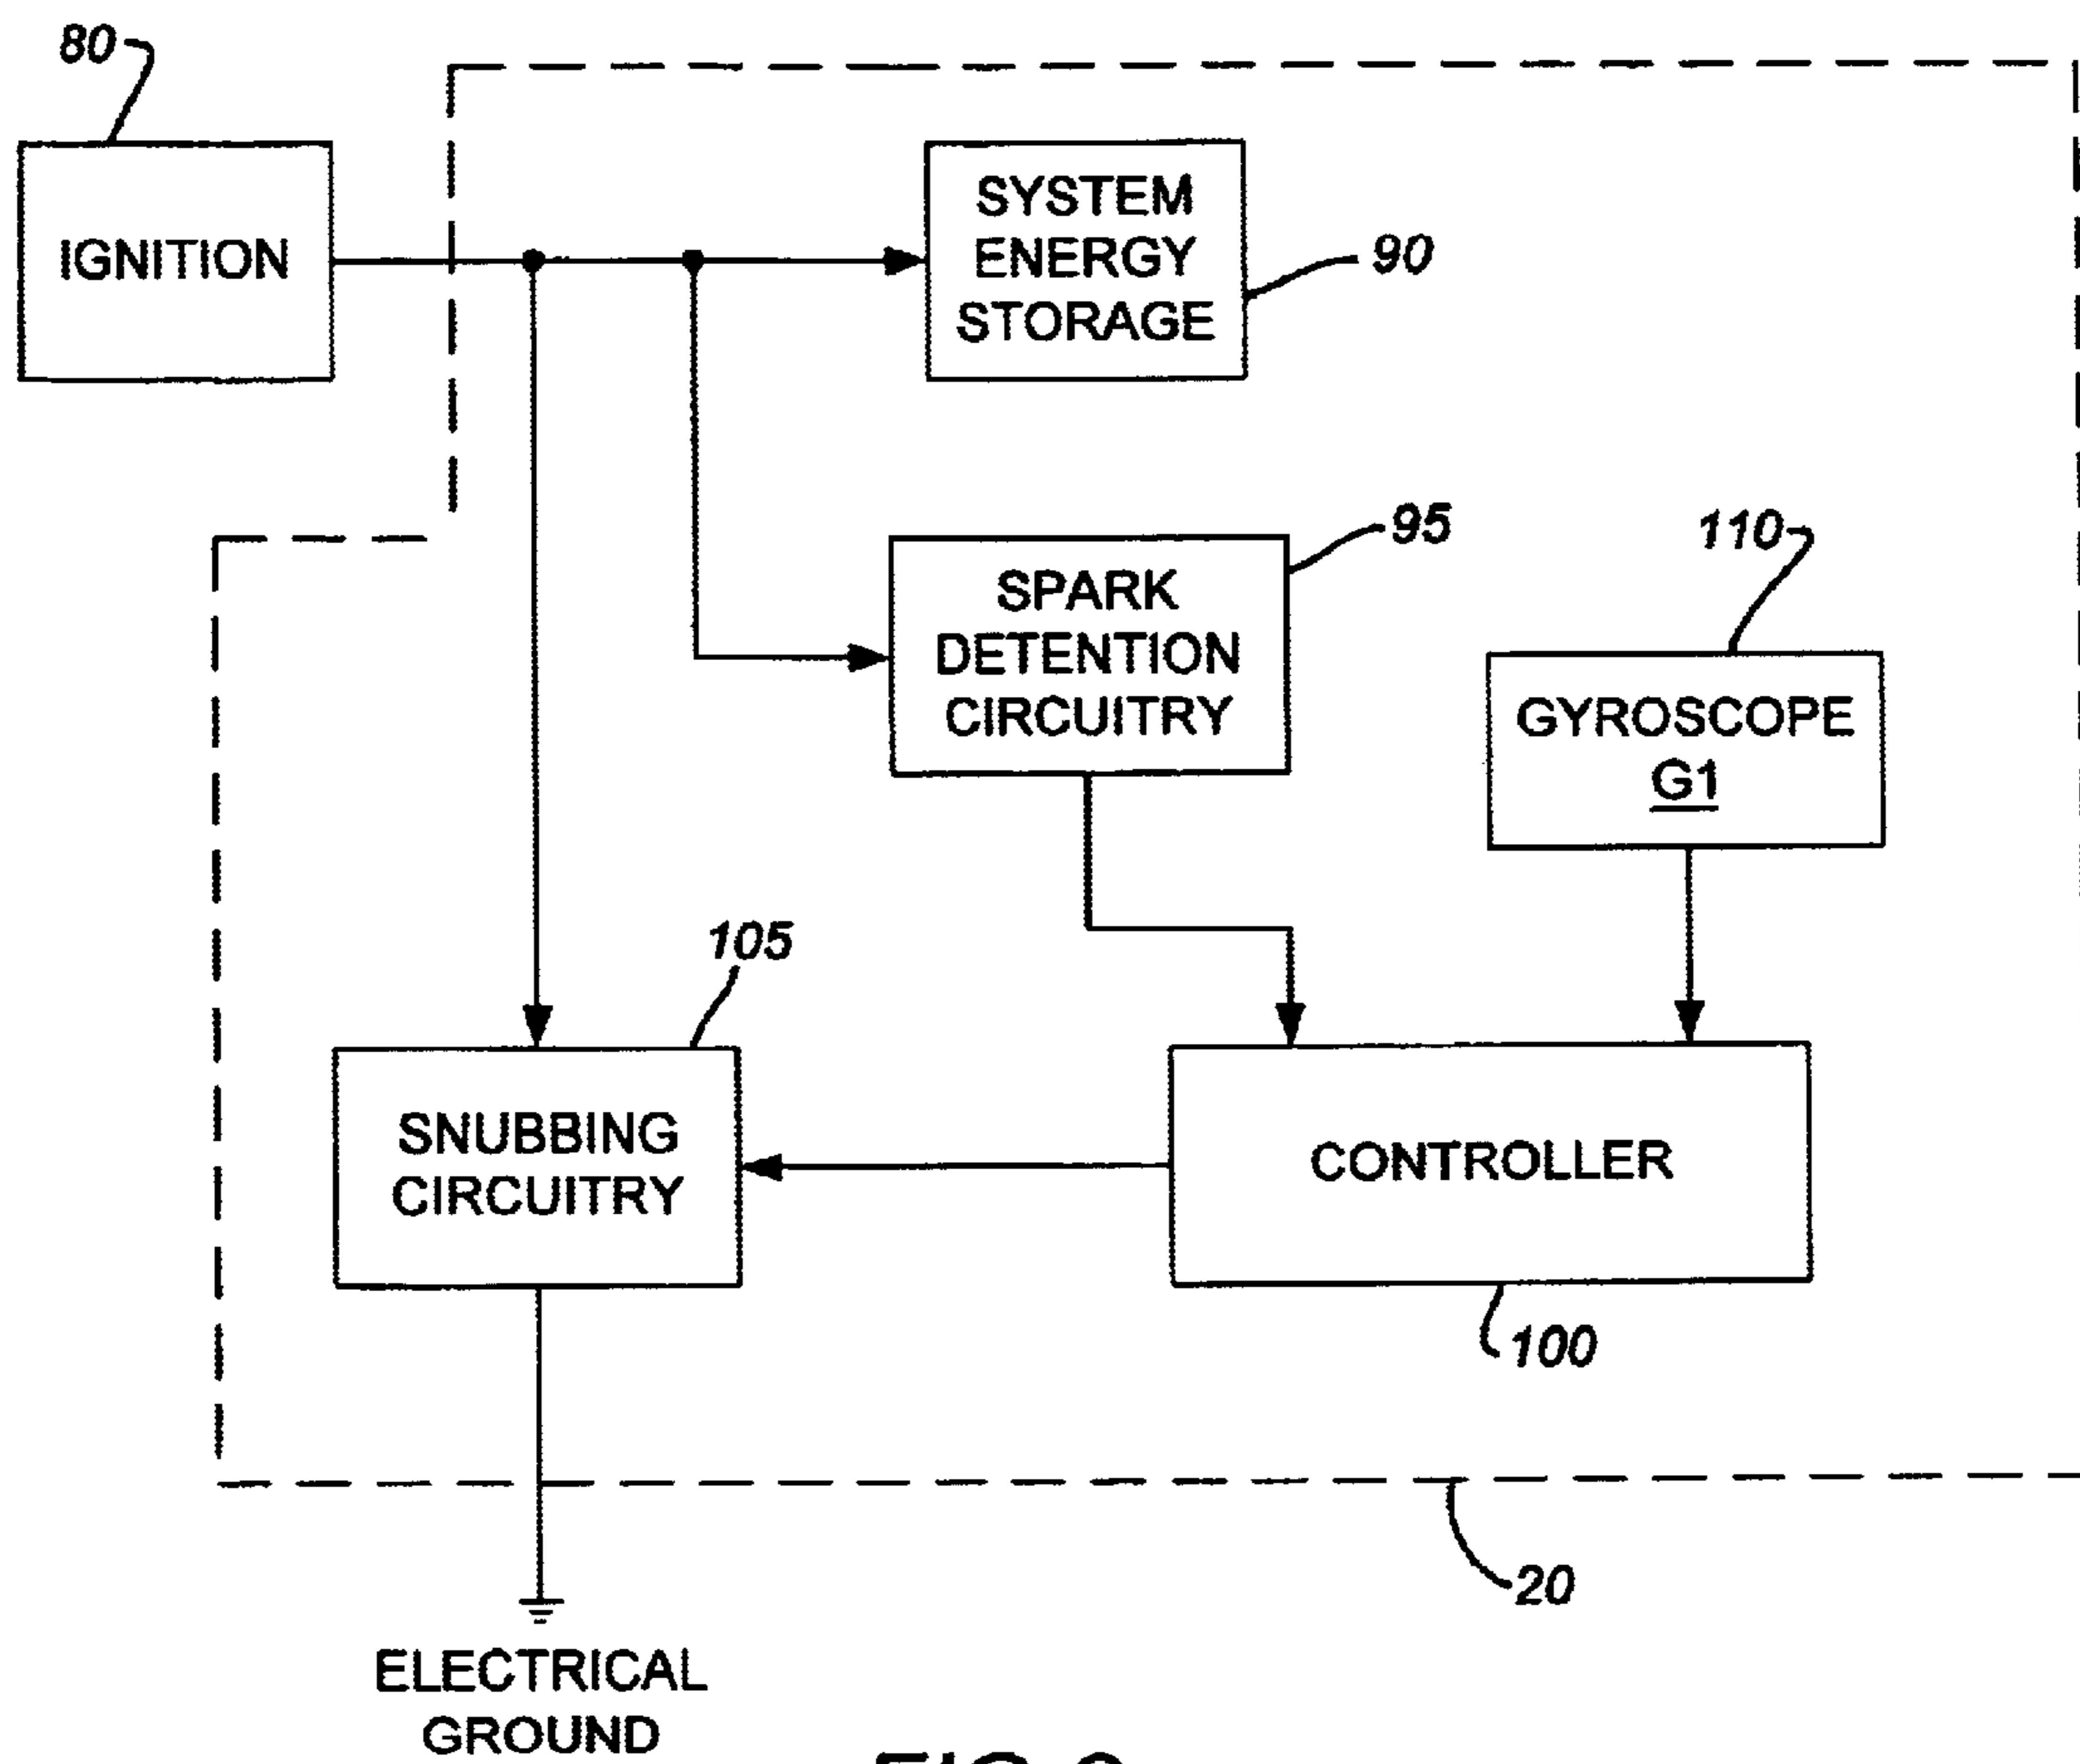 80
IGNITION
SYSTEM
ENERGY
STORAGE
90
95
SPARK
DETENTION
CIRCUITRY
110
GYROSCOPE
G1
105
SNUBBING
CIRCUITRY
CONTROLLER
100
20
ELECTRICAL
GROUND